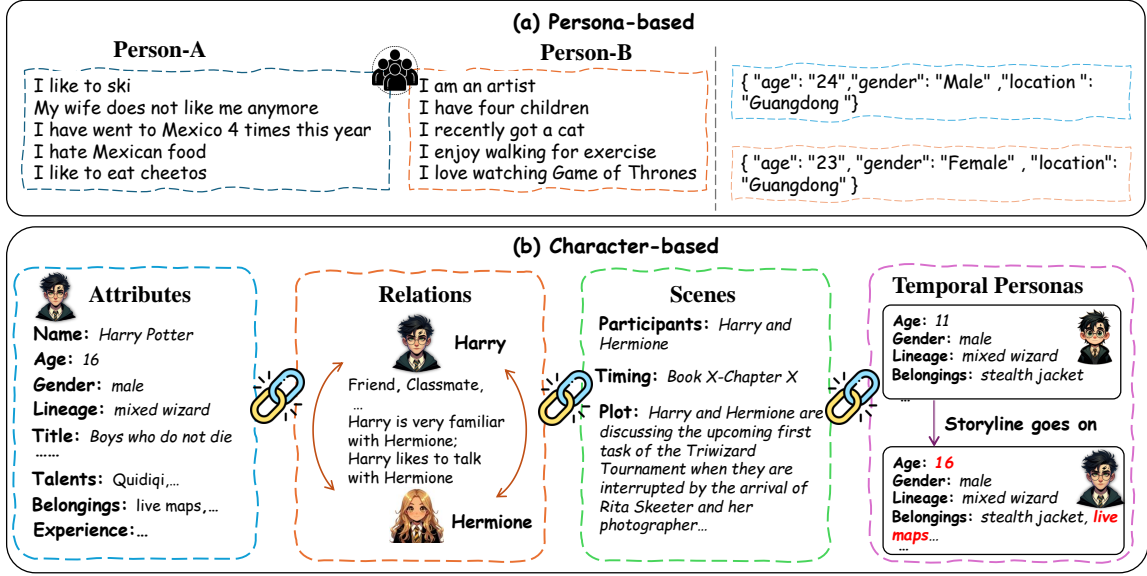 (a) Persona-based
Person-A
I like to ski
My wife does not like me anymore
I have went to Mexico 4 times this year
I hate Mexican food
I like to eat cheetos
Person-B
I am an artist
I have four children
I recently got a cat
I enjoy walking for exercise
I love watching Game of Thrones
{ "age": "24","gender": "Male" ,"location ":
"Guangdong "}
{ "age": "23", "gender": "Female" , "location":
"Guangdong" }
(b) Character-based
Attributes
Name: Harry Potter
Age: 16
Gender: male
Lineage: mixed wizard
Title: Boys who do not die
......
Talents: Quidiqi,...
Belongings: live maps,...
Experience:...
Relations
Harry
Friend, Classmate,
...
Harry is very familiar
with Hermione;
Harry likes to talk
with Hermione
Hermione
Scenes
Participants: Harry and
Hermione
Timing: Book X-Chapter X
Plot: Harry and Hermione are
discussing the upcoming first
task of the Triwizard
Tournament when they are
interrupted by the arrival of
Rita Skeeter and her
photographer...
Temporal Personas
Age: 11
Gender: male
Lineage: mixed wizard
Belongings: stealth jacket
...
Storyline goes on
Age: 16
Gender: male
Lineage: mixed wizard
Belongings: stealth jacket, live
maps...
...